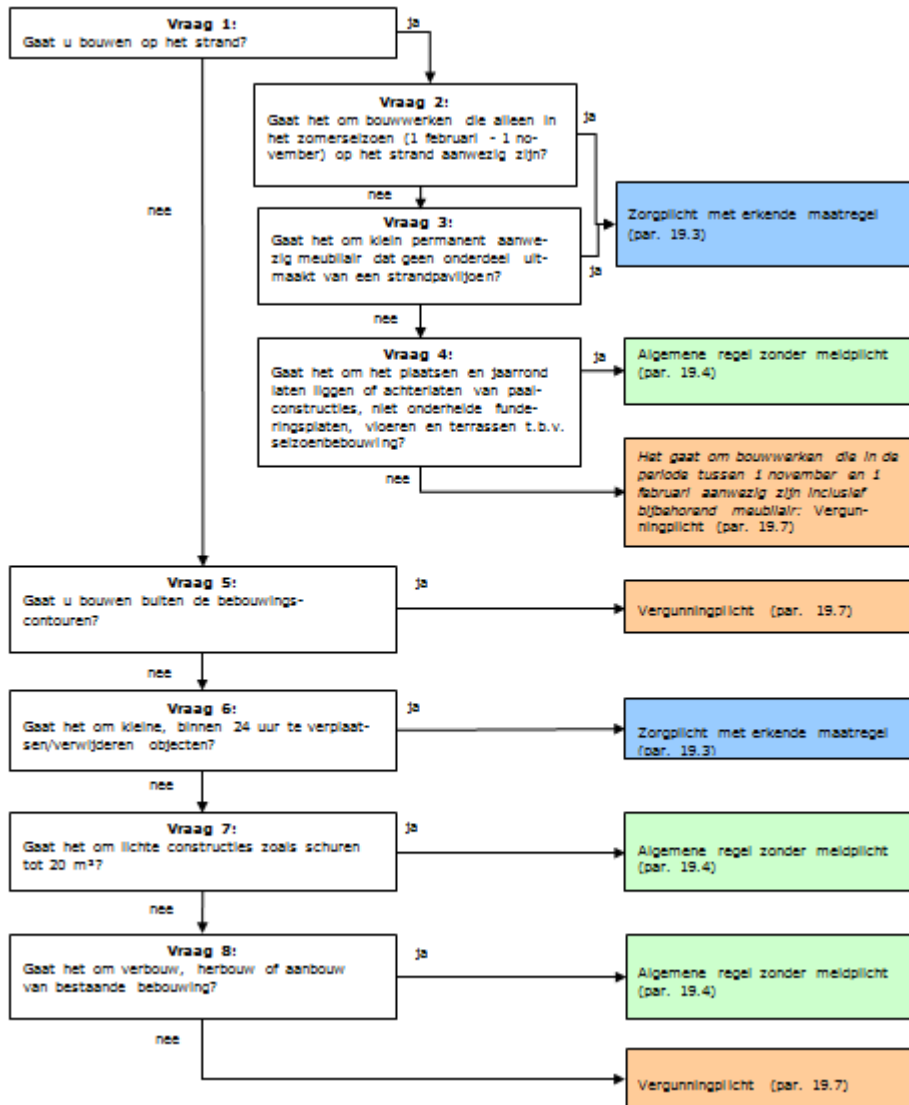 Vraag 1:
Gaat u bouwen op het strand?
ja
Vraag 2:
Gaat het om bouwwerken die alleen in
het zomerseizoen (1 februari - 1 no-
vember) op het strand aanwezig zijn?
ja
nee
nee
Zorgplicht met erkende maatregel
(par. 19.3)
Vraag 3:
Gaat het om klein permanent aanwe-
zig meubilair dat geen onderdeel uit-
maakt van een strandpaviljoen?
ja
nee
Vraag 4:
Gaat het om het plaatsen en jaarrond
laten liggen of achterlaten van paal-
constructies, niet onderheide funde-
ringsplaten, vloeren en terrassen t.b.v.
seizoenbebouwing?
ja
Algemene regel zonder meldplicht
(par. 19.4)
nee
Het gaat om bouwwerken die in de
periode tussen 1 november en 1
februari aanwezig zijn inclusief
bijbehorend meubilair: Vergun-
ningplicht (par. 19.7)
Vraag 5:
Gaat u bouwen buiten de bebouwings-
contouren?
ja
Vergunningplicht (par. 19.7)
nee
Vraag 6:
Gaat het om kleine, binnen 24 uur te verplaat-
sen/verwijderen objecten?
ja
Zorgplicht met erkende maatregel
(par. 19.3)
nee
Vraag 7:
Gaat het om lichte constructies zoals schuren
tot 20 m²?
ja
Algemene regel zonder meldplicht
(par. 19.4)
nee
Vraag 8:
Gaat het om verbouw, herbouw of aanbouw
van bestaande bebouwing?
ja
Algemene regel zonder meldplicht
(par. 19.4)
nee
Vergunningplicht (par. 19.7)